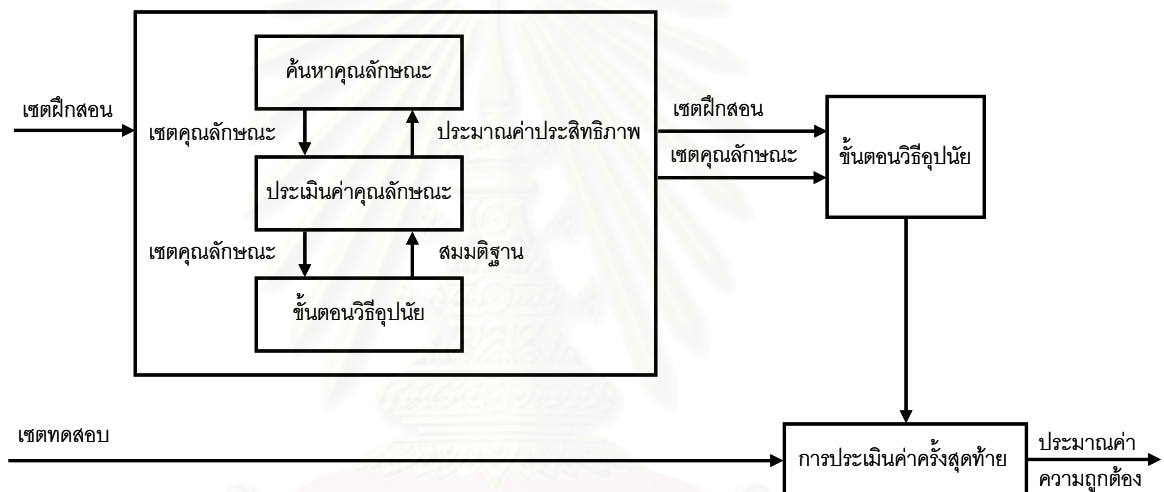 ค้นหาคุณลักษณะ
เซตฝึกสอน
เซตคุณลักษณะ
ประมาณค่าประสิทธิภาพ
เซตฝึกสอน
เซตคุณลักษณะ
ขั้นตอนวิธีอุปนัย
ประเมินค่าคุณลักษณะ
เซตคุณลักษณะ
สมมติฐาน
ขั้นตอนวิธีอุปนัย
เซตทดสอบ
การประเมินค่าครั้งสุดท้าย
ประมาณค่า
ความถูกต้อง